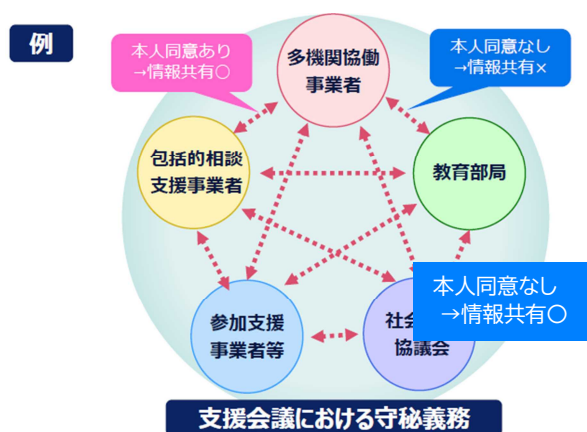 例
本人同意あり
→情報共有○
多機関協働
事業者
本人同意なし
→情報共有×
包括的相談
支援事業者
教育部局
参加支援
事業者等
社会
協議会
本人同意なし
→情報共有〇
支援会議における守秘義務